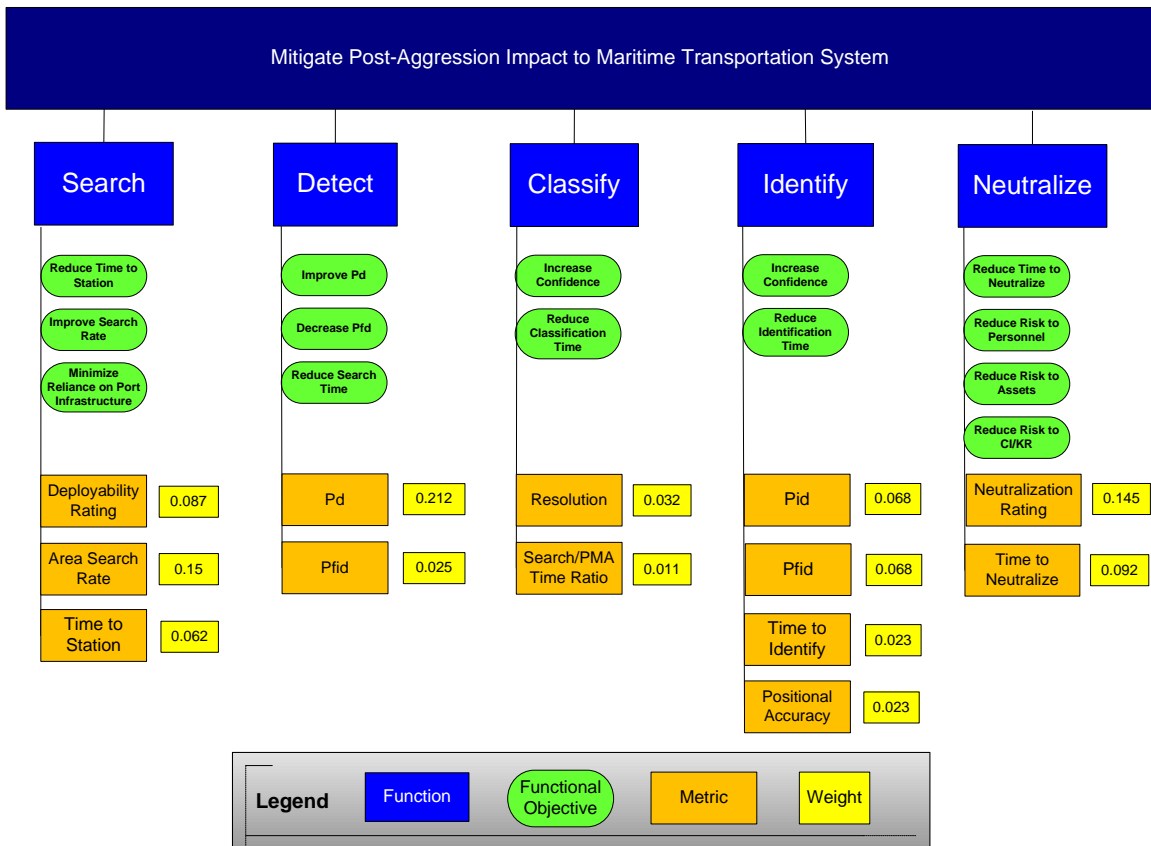 Mitigate Post-Aggression Impact to Maritime Transportation System
Search
Reduce Time to
Station
Improve Search
Rate
Minimize
Reliance on Port
Infrastructure
Deployability
Rating
0.087
Area Search
Rate
0.15
Time to
Station
0.062
Detect
Improve Pd
Decrease Pfd
Reduce Search
Time
Pd
0.212
Pfid
0.025
Classify
Increase
Confidence
Reduce
Classification
Time
Resolution
0.032
Search/PMA
Time Ratio
0.011
Identify
Increase
Confidence
Reduce
Identification
Time
Pid
0.068
Pfid
0.068
Time to
Identify
0.023
Positional
Accuracy
0.023
Neutralize
Reduce Time to
Neutralize
Reduce Risk to
Personnel
Reduce Risk to
Assets
Reduce Risk to
CI/KR
Neutralization
Rating
0.145
Time to
Neutralize
0.092
Legend
Function
Functional
Objective
Metric
Weight